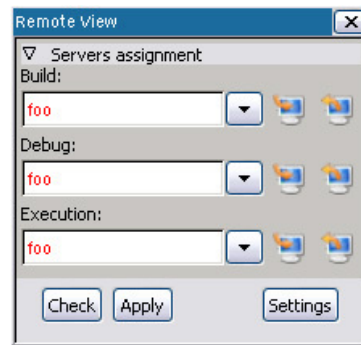 Remote View
Servers assignment
Build:
foo
Debug:
foo
Execution:
foo
Check Apply Settings